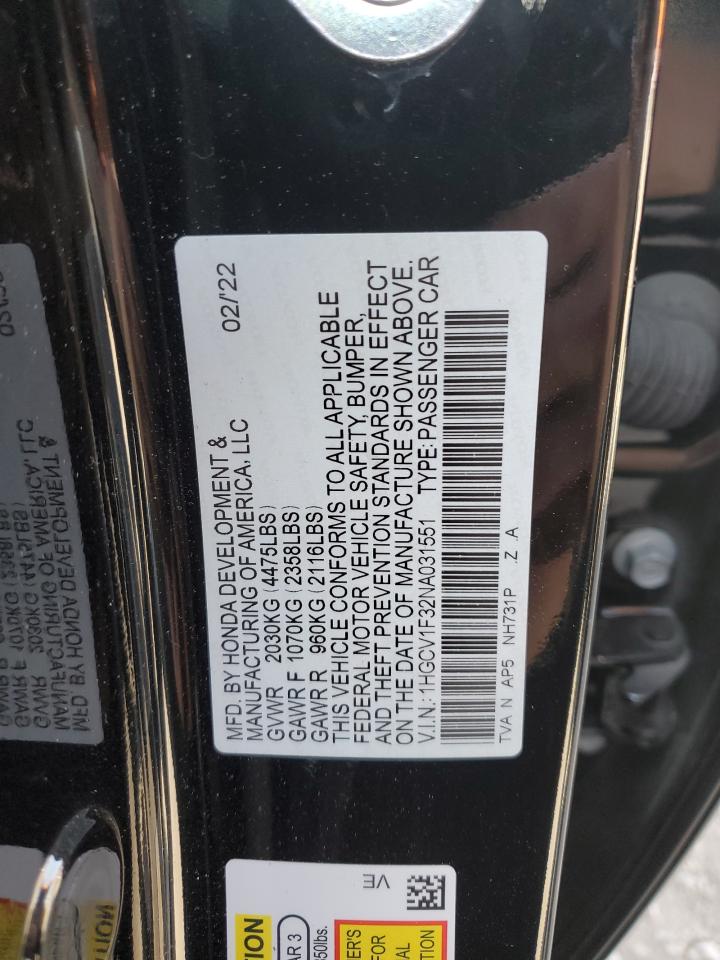 MFD. BY HONDA DEVELOPMENT & 02/'22
MANUFACTURING OF AMERICA, LLC
GVWR 2030KG (4475LBS)
GAWR F 1070KG (2358LBS)
GAWR R 960KG (2116LBS)
THIS VEHICLE CONFORMS TO ALL APPLICABLE
FEDERAL MOTOR VEHICLE SAFETY, BUMPER,
AND THEFT PREVENTION STANDARDS IN EFFECT
ON THE DATE OF MANUFACTURE SHOWN ABOVE.
V.I.N.: 1HGCV1F32NA031551 TYPE: PASSENGER CAR
TVA N AP5 NH731P .Z .A
VE